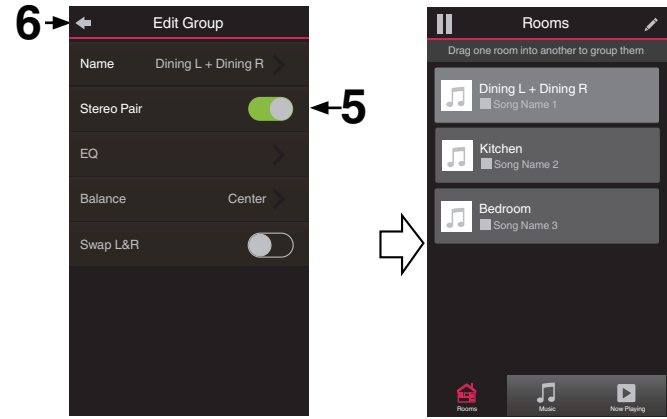 6
Edit Group
Name Dining L + Dining R
Stereo Pair
5
EQ
Balance Center
Swap L&R
Rooms
Drag one room into another to group them
Dining L + Dining R
Song Name 1
Kitchen
Song Name 2
Bedroom
Song Name 3
Rooms Music Now Playing